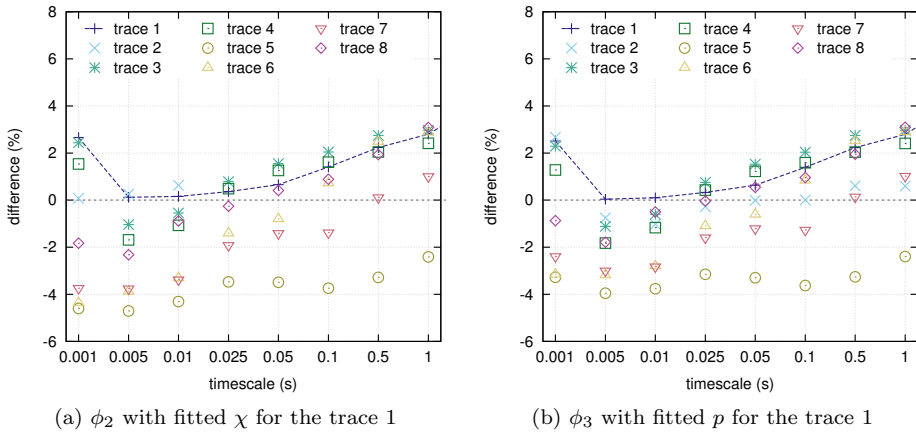 8
6
4
2
0
-2
-4
-6
difference (%)
trace 1
trace 2
trace 3
trace 4
trace 5
trace 6
trace 7
trace 8
0.001 0.005 0.01 0.025 0.05 0.1 0.5 1
timescale (s)
(a) ϕ₂ with fitted χ for the trace 1
8
6
4
2
0
-2
-4
-6
difference (%)
trace 1
trace 2
trace 3
trace 4
trace 5
trace 6
trace 7
trace 8
0.001 0.005 0.01 0.025 0.05 0.1 0.5 1
timescale (s)
(b) ϕ₃ with fitted p for the trace 1